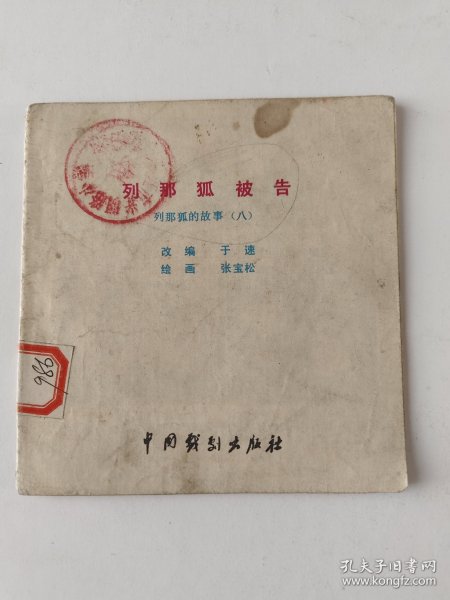 列那狐被告
列那狐的故事（八）
改编 于速
绘画 张宝松
986
中国戏剧出版社
孔夫子旧书网
www.kongfz.com